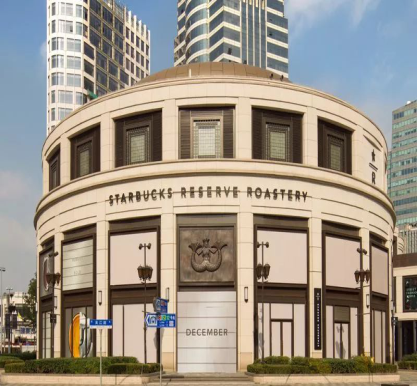 STARBUCKS RESERVE ROASTERY
★
R
DECEMBER